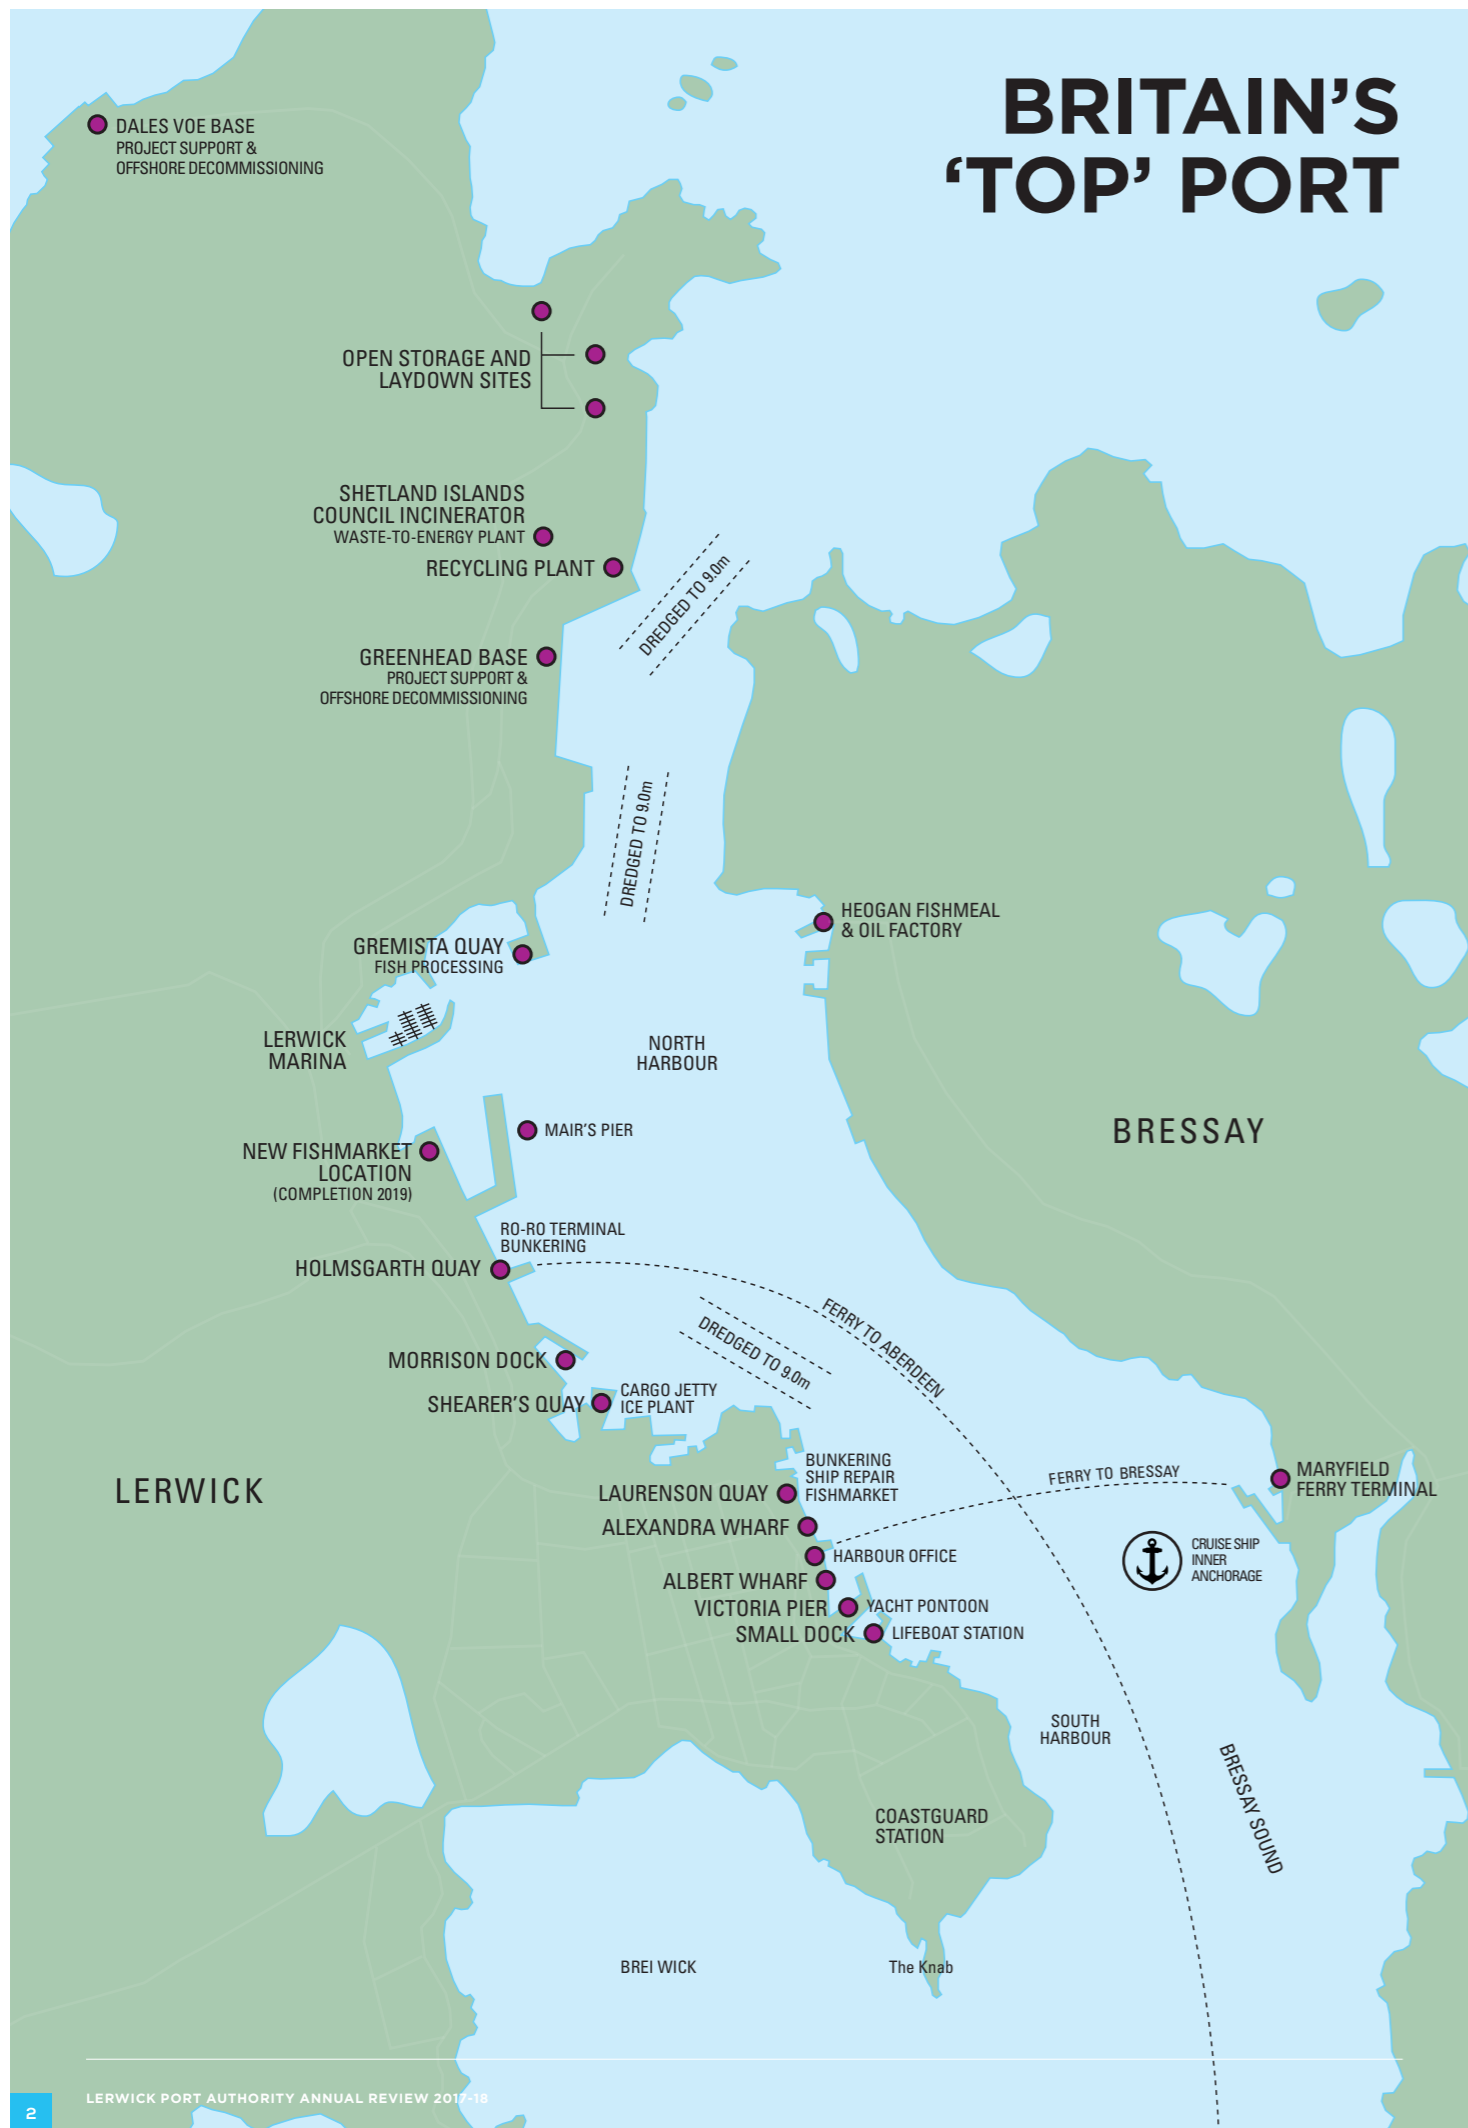 BRITAIN'S
'TOP' PORT
DALES VOE BASE
PROJECT SUPPORT &
OFFSHORE DECOMMISSIONING
OPEN STORAGE AND
LAYDOWN SITES
SHETLAND ISLANDS
COUNCIL INCINERATOR
WASTE-TO-ENERGY PLANT
RECYCLING PLANT
DREDGED TO 9.0m
GREENHEAD BASE
PROJECT SUPPORT &
OFFSHORE DECOMMISSIONING
DREDGED TO 9.0m
HEOGAN FISHMEAL
& OIL FACTORY
GREMISTA QUAY
FISH PROCESSING
LERWICK
MARINA
NORTH
HARBOUR
BRESSAY
MAIR'S PIER
NEW FISHMARKET
LOCATION
(COMPLETION 2019)
RO-RO TERMINAL
BUNKERING
HOLMSGARTH QUAY
FERRY TO ABERDEEN
DREDGED TO 9.0m
MORRISON DOCK
SHEARER'S QUAY
CARGO JETTY
ICE PLANT
LERWICK
BUNKERING
SHIP REPAIR
FISHMARKET
LAURENSON QUAY
FERRY TO BRESSAY
MARYFIELD
FERRY TERMINAL
ALEXANDRA WHARF
HARBOUR OFFICE
CRUISE SHIP
INNER
ANCHORAGE
ALBERT WHARF
VICTORIA PIER
YACHT PONTOON
SMALL DOCK
LIFEBOAT STATION
SOUTH
HARBOUR
BRESSAY SOUND
COASTGUARD
STATION
BREI WICK
The Knab
LERWICK PORT AUTHORITY ANNUAL REVIEW 2017-18
2